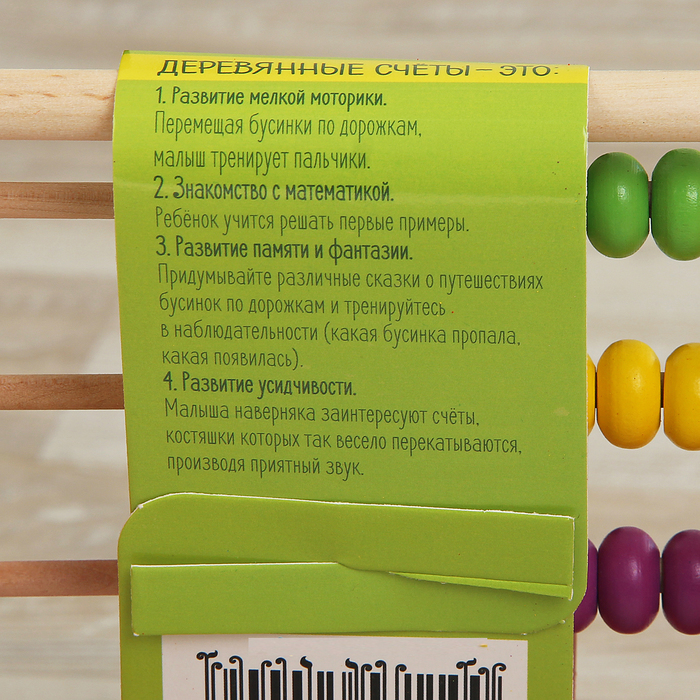 ДЕРЕВЯННЫЕ СЧЁТЫ – ЭТО:
1. Развитие мелкой моторики.
Перемещая бусинки по дорожкам,
малыш тренирует пальчики.
2. Знакомство с математикой.
Ребёнок учится решать первые примеры.
3. Развитие памяти и фантазии.
Придумывайте различные сказки о путешествиях
бусинок по дорожкам и тренируйтесь
в наблюдательности (какая бусинка пропала,
какая появилась).
4. Развитие усидчивости.
Малыша наверняка заинтересуют счёты,
костяшки которых так весело перекатываются,
производя приятный звук.